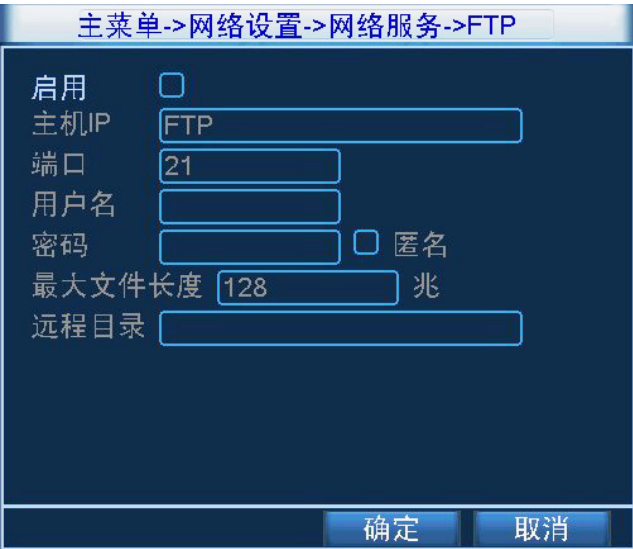 主菜单->网络设置->网络服务->FTP
启用
主机IP FTP
端口 21
用户名
密码 匿名
最大文件长度 128 兆
远程目录
确定 取消